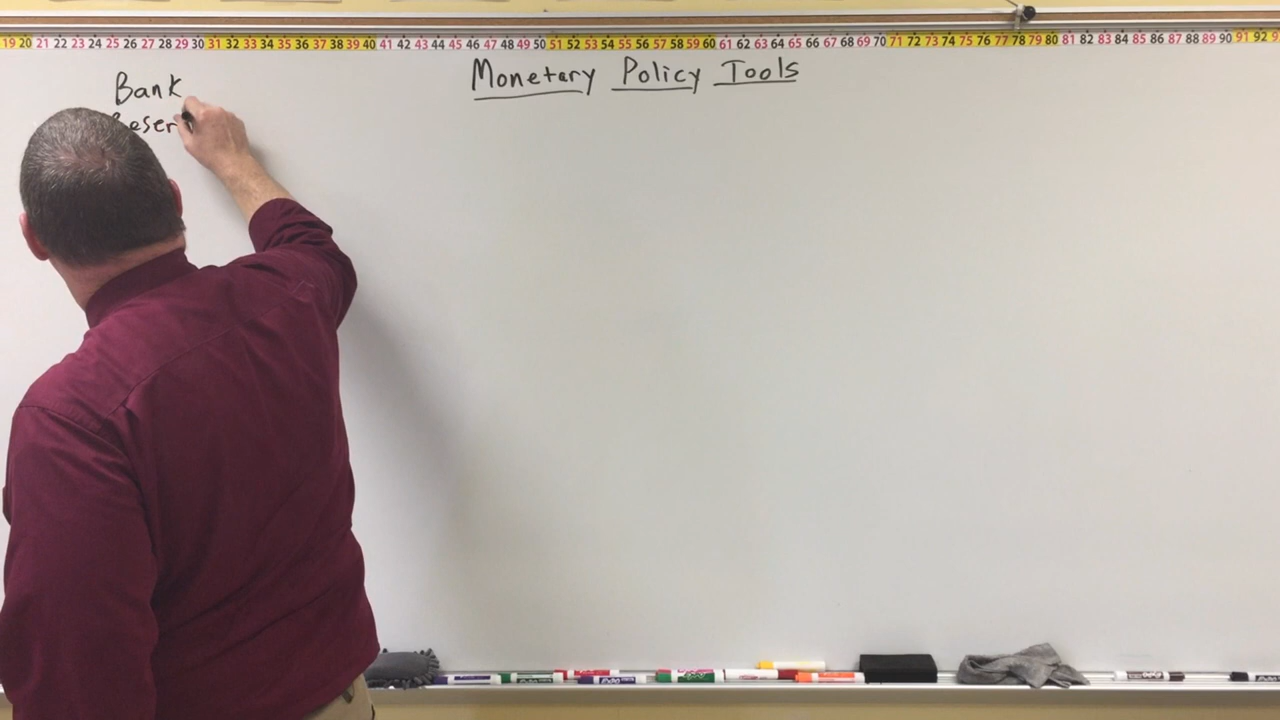 19 20 21 22 23 24 25 26 27 28 29 30 31 32 33 34 35 36 37 38 39 40 41 42 43 44 45 46 47 48 49 50 51 52 53 54 55 56 57 58 59 60 61 62 63 64 65 66 67 68 69 70 71 72 73 74 75 76 77 78 79 80 81 82 83 84 85 86 87 88 89 90 91 92 9
Monetary Policy Tools
Bank
Reser